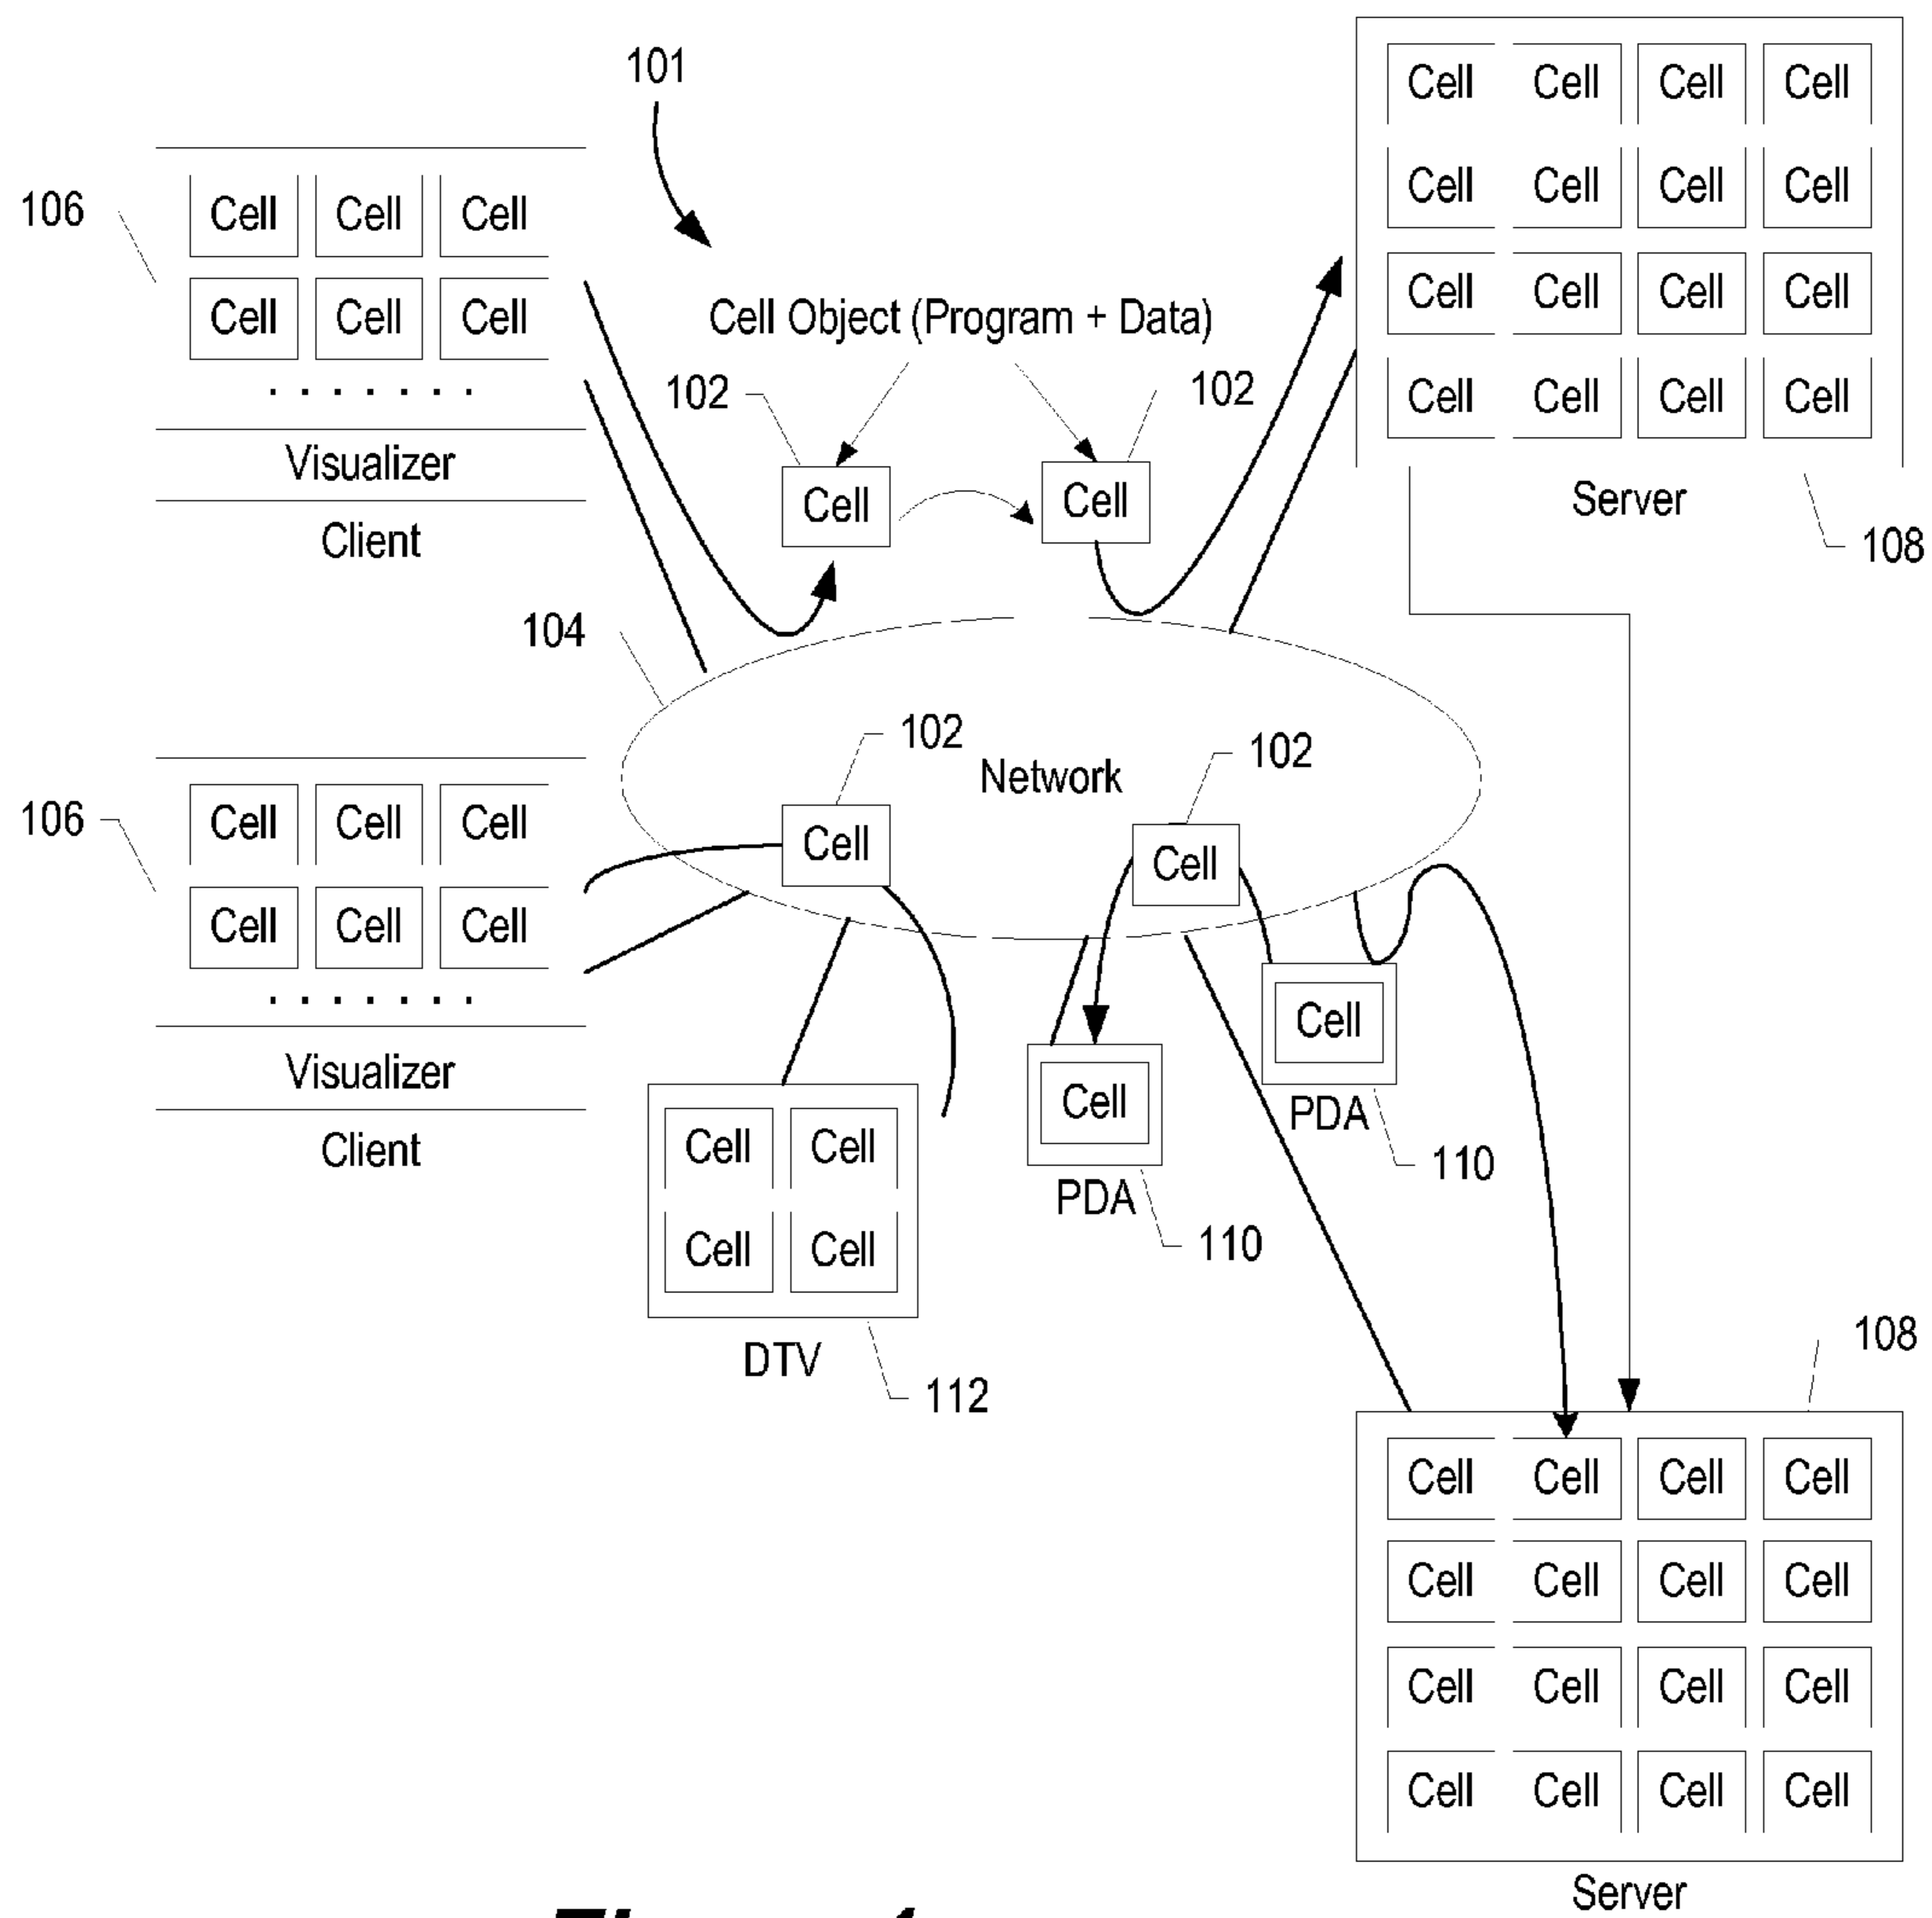 101
106
Cell Cell Cell
Cell Cell Cell
. . . . . . .
Visualizer
Client
Cell Object (Program + Data)
102
102
Cell
Cell
Cell Cell Cell Cell
Cell Cell Cell Cell
Cell Cell Cell Cell
Cell Cell Cell Cell
Server
108
104
Network
102
102
Cell
Cell
106
Cell Cell Cell
Cell Cell Cell
. . . . . . .
Visualizer
Client
Cell Cell
Cell Cell
DTV
112
Cell
PDA
110
Cell
PDA
110
108
Cell Cell Cell Cell
Cell Cell Cell Cell
Cell Cell Cell Cell
Cell Cell Cell Cell
Server